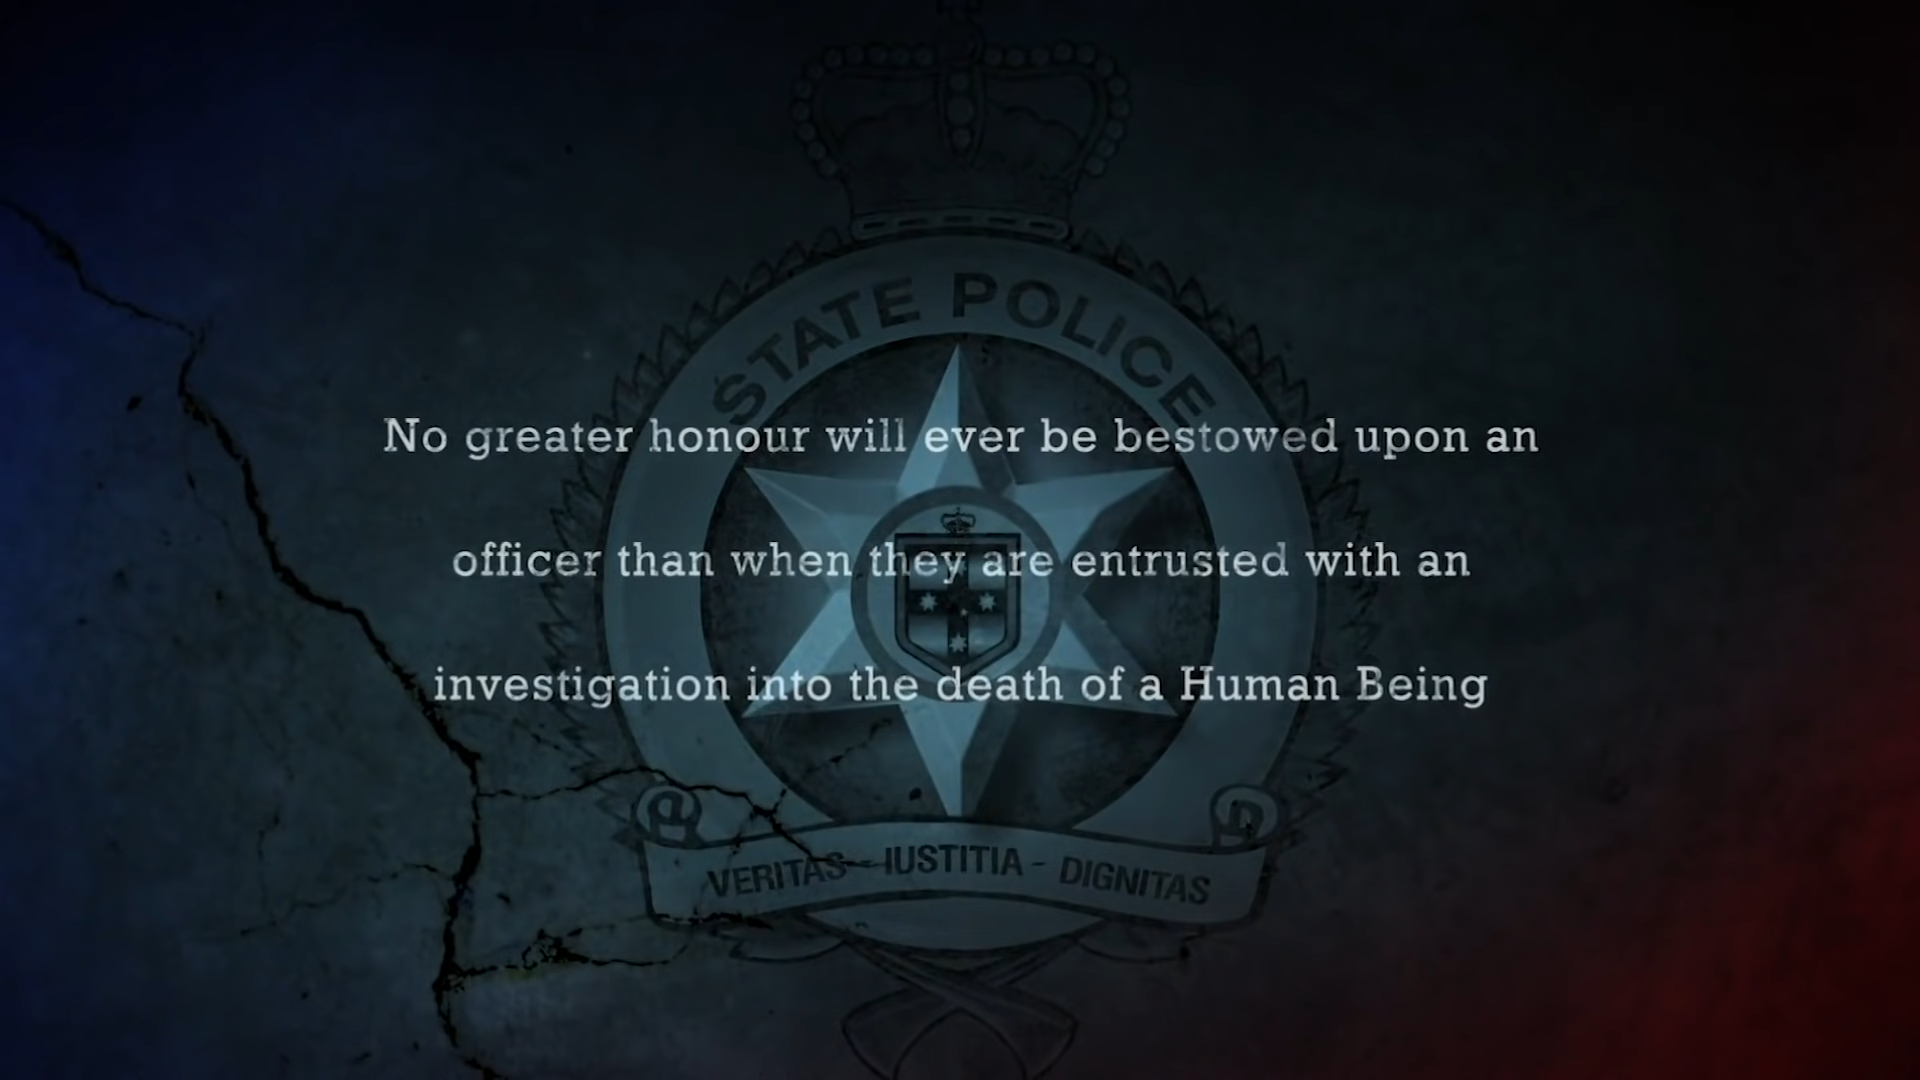 STATE POLICE
No greater honour will ever be bestowed upon an
officer than when they are entrusted with an
investigation into the death of a Human Being
VERITAS - IUSTITIA - DIGNITAS